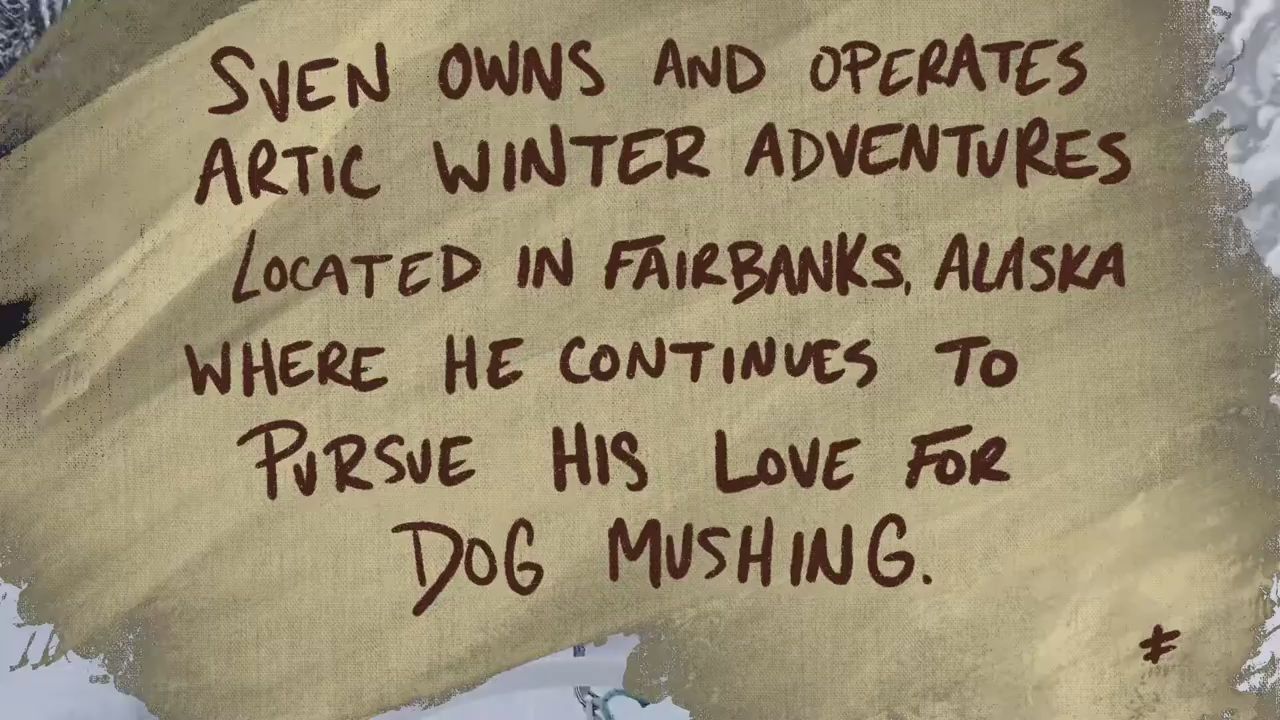 SVEN OWNS AND OPERATES
ARTIC WINTER ADVENTURES
LOCATED IN FAIRBANKS, ALASKA
WHERE HE CONTINUES TO
PURSUE HIS LOVE FOR
DOG MUSHING.